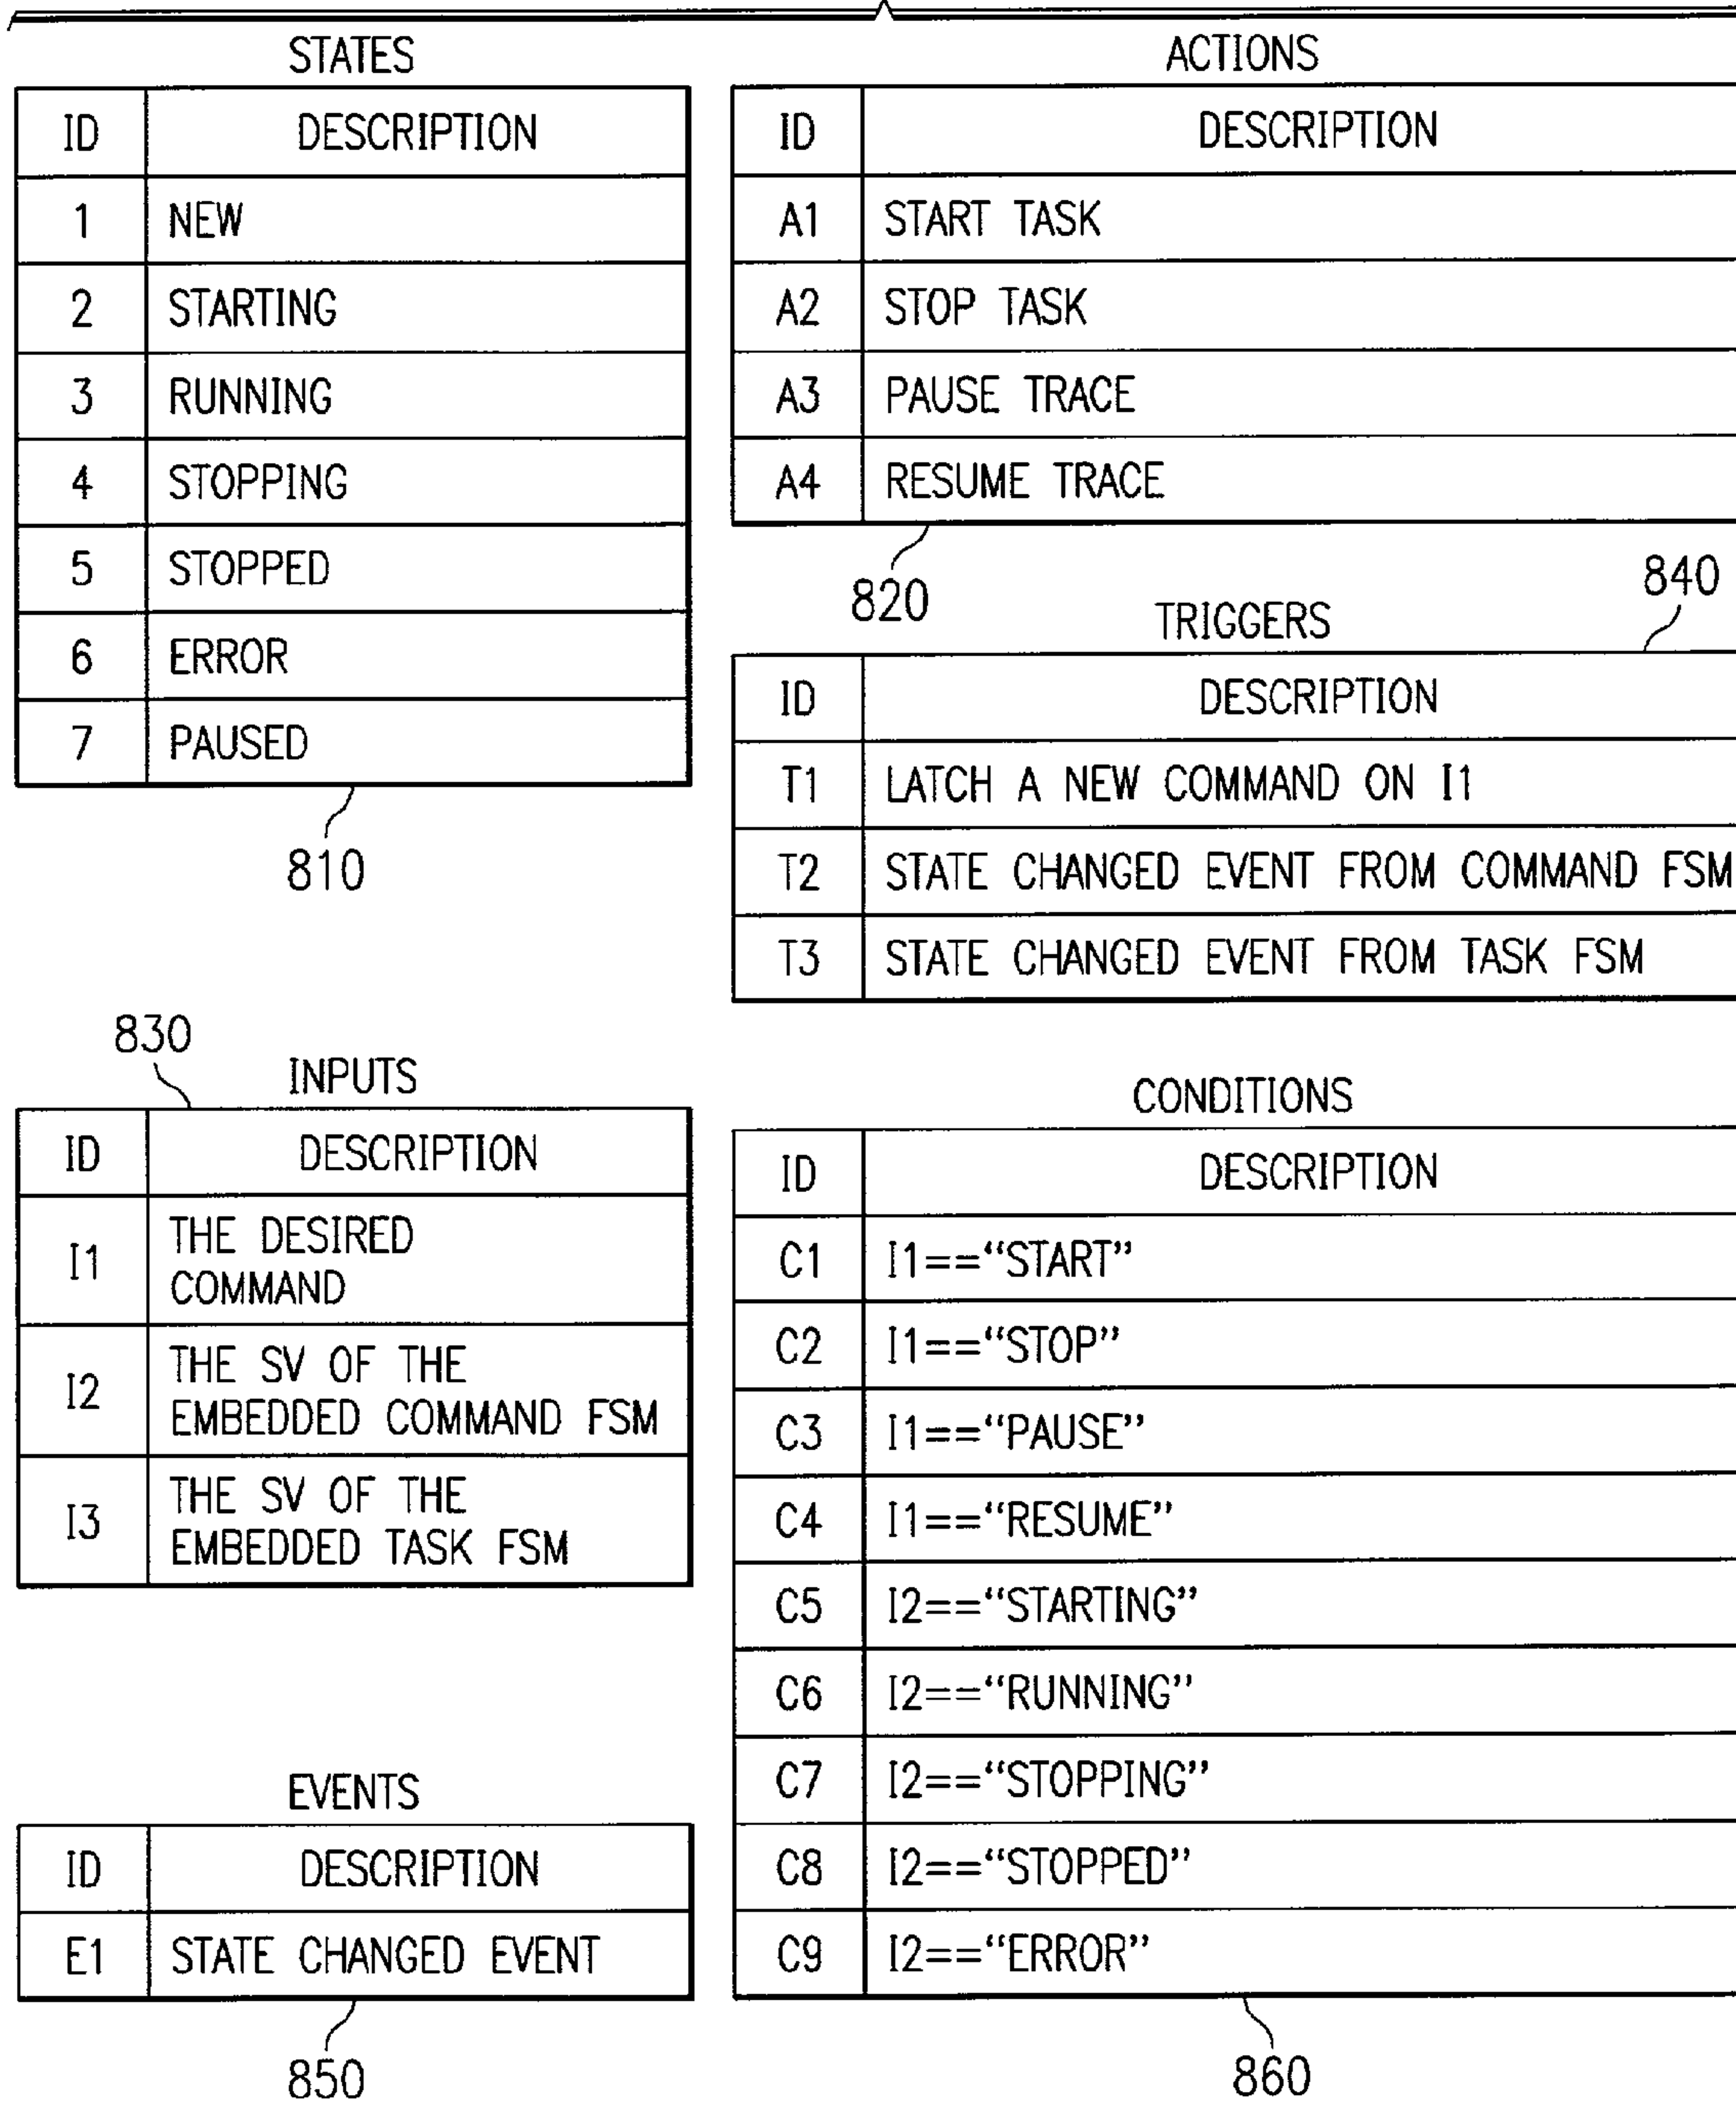 STATES
ID DESCRIPTION
1 NEW
2 STARTING
3 RUNNING
4 STOPPING
5 STOPPED
6 ERROR
7 PAUSED
810
ACTIONS
ID DESCRIPTION
A1 START TASK
A2 STOP TASK
A3 PAUSE TRACE
A4 RESUME TRACE
820
840
TRIGGERS
ID DESCRIPTION
T1 LATCH A NEW COMMAND ON I1
T2 STATE CHANGED EVENT FROM COMMAND FSM
T3 STATE CHANGED EVENT FROM TASK FSM
830
INPUTS
ID DESCRIPTION
I1 THE DESIRED
COMMAND
I2 THE SV OF THE
EMBEDDED COMMAND FSM
I3 THE SV OF THE
EMBEDDED TASK FSM
CONDITIONS
ID DESCRIPTION
C1 I1==“START”
C2 I1==“STOP”
C3 I1==“PAUSE”
C4 I1==“RESUME”
C5 I2==“STARTING”
C6 I2==“RUNNING”
C7 I2==“STOPPING”
C8 I2==“STOPPED”
C9 I2==“ERROR”
860
EVENTS
ID DESCRIPTION
E1 STATE CHANGED EVENT
850